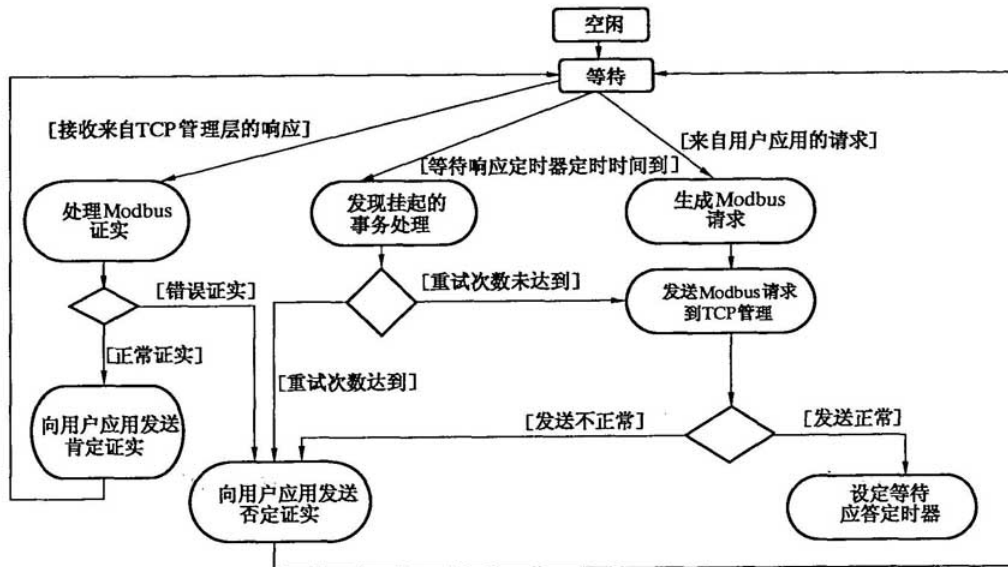 空闲
等待
[接收来自TCP管理层的响应]
[来自用户应用的请求]
[等待响应定时器定时时间到]
处理Modbus
证实
发现挂起的
事务处理
生成Modbus
请求
[错误证实]
[重试次数未达到]
发送Modbus请求
到TCP管理
[正常证实]
[重试次数达到]
向用户应用发送
肯定证实
[发送不正常]
[发送正常]
向用户应用发送
否定证实
设定等待
应答定时器